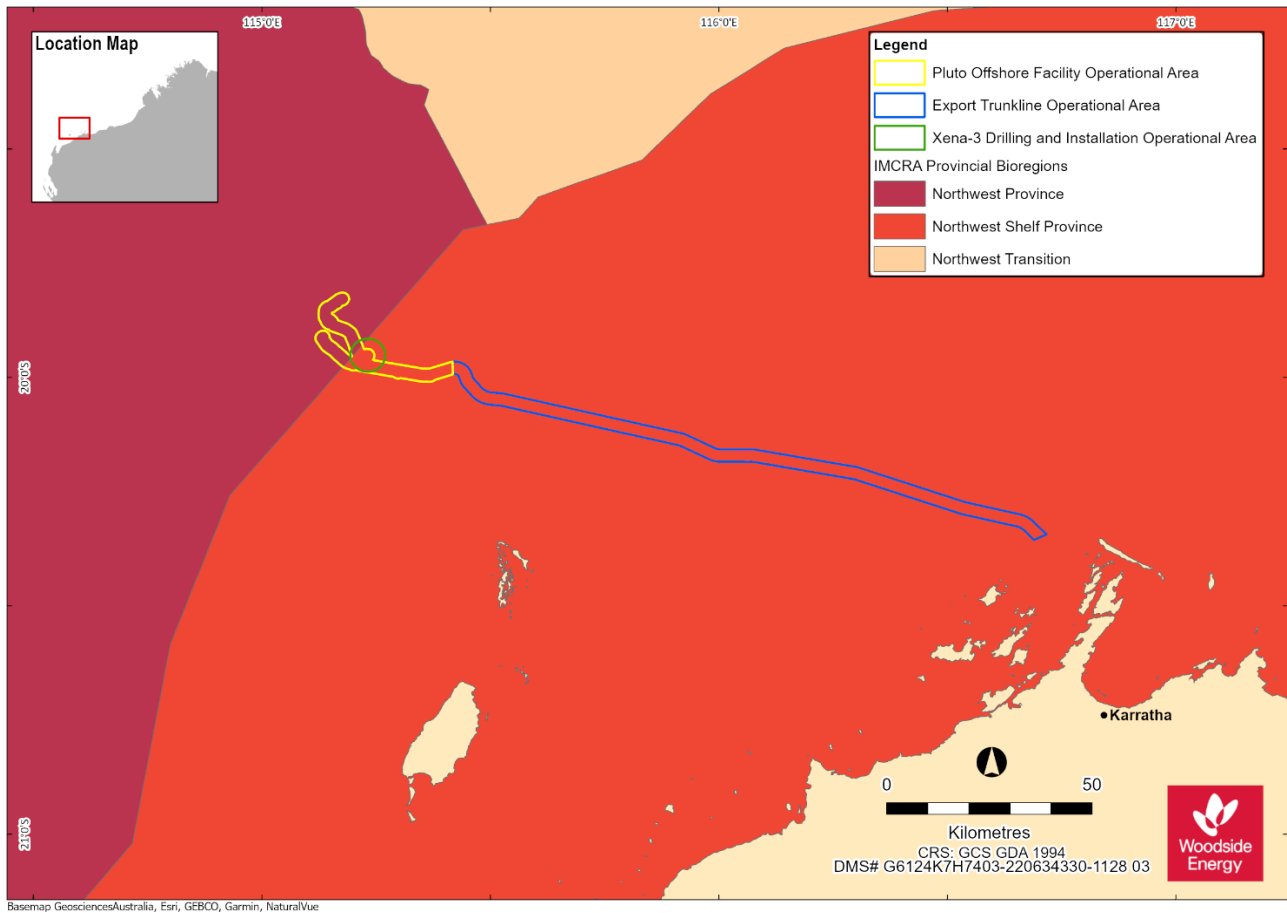 115°0'E
116°0'E
117°0'E
Location Map
Legend
Pluto Offshore Facility Operational Area
Export Trunkline Operational Area
Xena-3 Drilling and Installation Operational Area
IMCRA Provincial Bioregions
Northwest Province
Northwest Shelf Province
Northwest Transition
20°0'S
21°0'S
Karratha
0 50
Kilometres
CRS: GCS GDA 1994
DMS# G6124K7H7403-220634330-1128 03
Woodside
Energy
Basemap GeosciencesAustralia, Esri, GEBCO, Garmin, NaturalVue